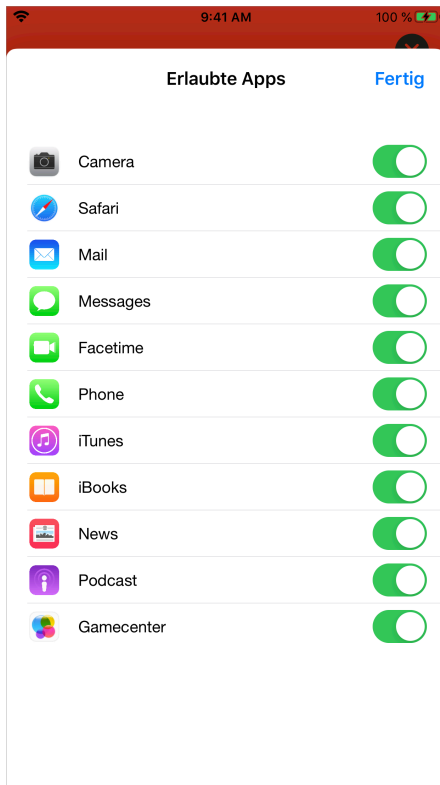 9:41 AM
100 %
Erlaubte Apps
Fertig
Camera
Safari
Mail
Messages
Facetime
Phone
iTunes
iBooks
News
Podcast
Gamecenter